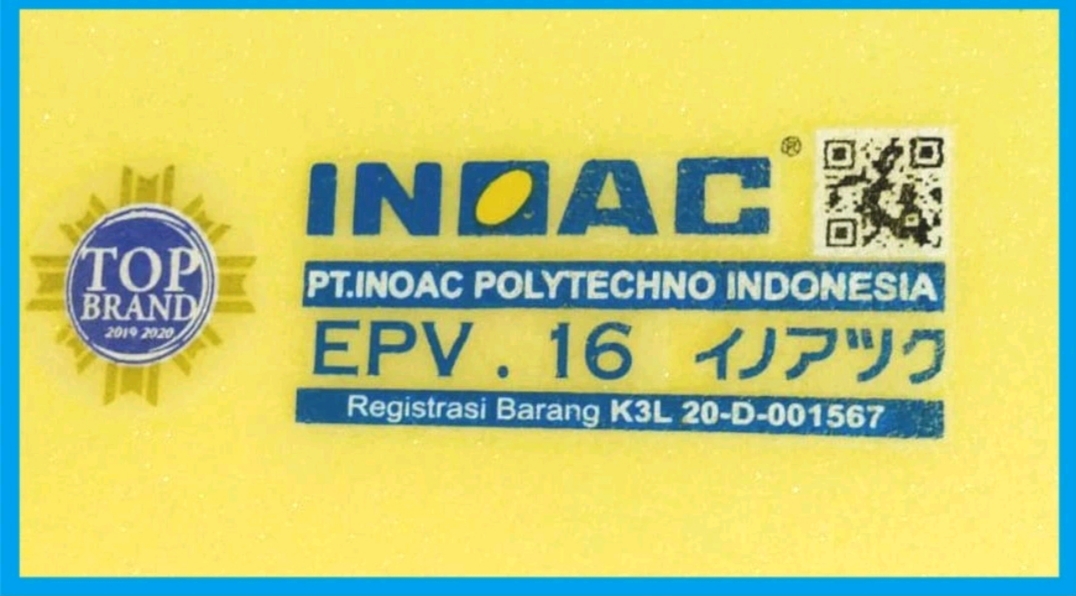 INOAC®
PT.INOAC POLYTECHNO INDONESIA
EPV . 16 イノアツク
Registrasi Barang K3L 20-D-001567
TOP
BRAND
2019 2020